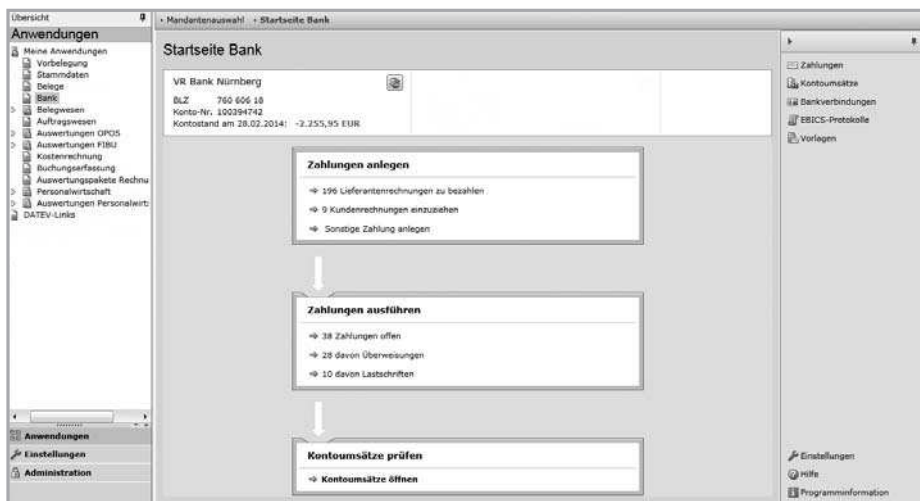 Übersicht
Anwendungen
Meine Anwendungen
Vorbelegung
Stammdaten
Belege
Bank
Belegwesen
Auftragswesen
Auswertungen OPOS
Auswertungen FIBU
Kostenrechnung
Buchungserfassung
Auswertungspakete Rechnu
Personalwirtschaft
Auswertungen Personalwirt
DATEV-Links
Anwendungen
Einstellungen
Administration
Mandantenauswahl
Startseite Bank
Startseite Bank
VR Bank Nürnberg
BLZ 760 606 18
Konto-Nr. 100394742
Kontostand am 28.02.2014: -2.255,95 EUR
Zahlungen anlegen
196 Lieferantenrechnungen zu bezahlen
9 Kundenrechnungen einzuziehen
Sonstige Zahlung anlegen
Zahlungen ausführen
38 Zahlungen offen
28 davon Überweisungen
10 davon Lastschriften
Kontoumsätze prüfen
Kontoumsätze öffnen
Zahlungen
Kontoumsätze
Bankverbindungen
EBICS-Protokolle
Vorlagen
Einstellungen
Hilfe
Programminformation